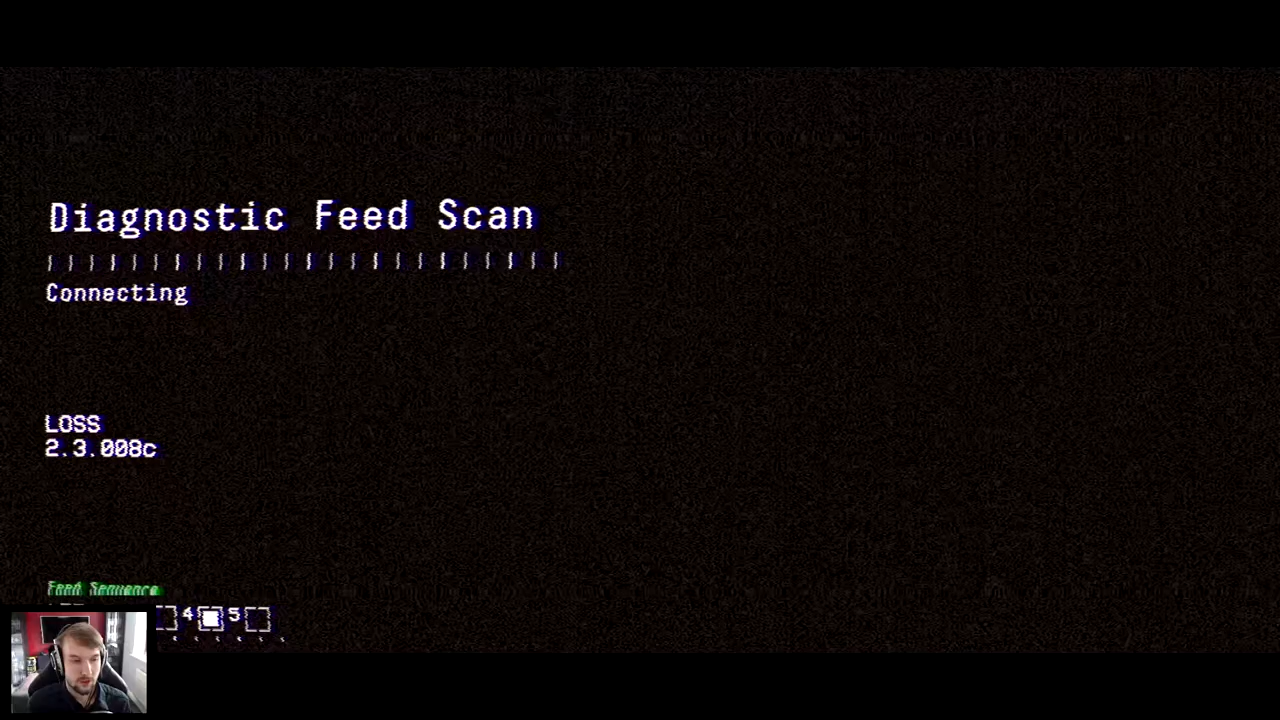 Diagnostic Feed Scan
Connecting
LOSS
2.3.008c
Feed Sequence
4 5